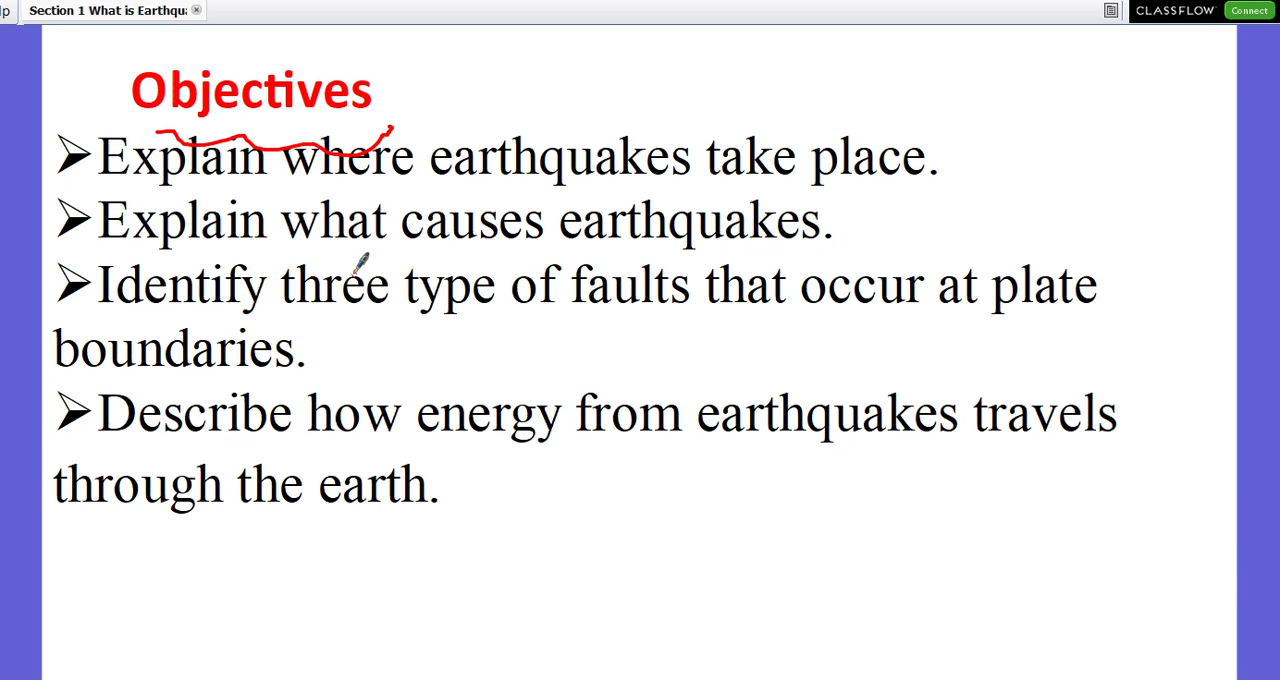 lp Section 1 What is Earthqu CLASSFLOW Connect
Objectives
➢Explain where earthquakes take place.
➢Explain what causes earthquakes.
➢Identify three type of faults that occur at plate
boundaries.
➢Describe how energy from earthquakes travels
through the earth.